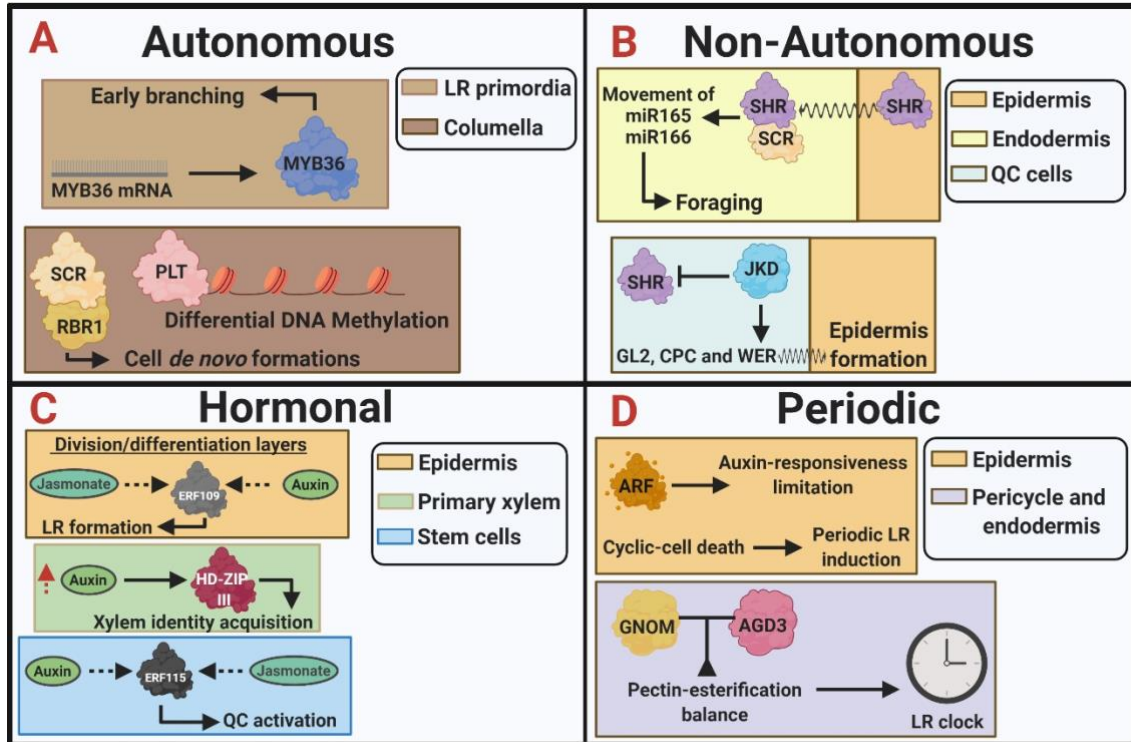 A
Autonomous
Early branching
MYB36
MYB36 mRNA
LR primordia
Columella
SCR
RBR1
PLT
Differential DNA Methylation
Cell de novo formations
B
Non-Autonomous
Movement of
miR165
miR166
SHR
SCR
SHR
Foraging
Epidermis
Endodermis
QC cells
SHR
JKD
GL2, CPC and WER
Epidermis
formation
C
Hormonal
Division/differentiation layers
Jasmonate
ERF109
Auxin
LR formation
Auxin
HD-ZIP
III
Xylem identity acquisition
Auxin
ERF115
Jasmonate
QC activation
Epidermis
Primary xylem
Stem cells
D
Periodic
ARF
Auxin-responsiveness
limitation
Cyclic-cell death
Periodic LR
induction
Epidermis
Pericycle and
endodermis
GNOM
AGD3
Pectin-esterification
balance
LR clock